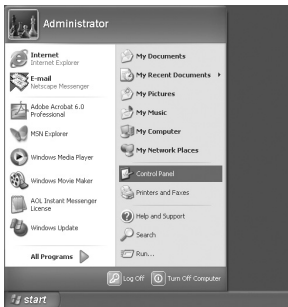 Administrator
Internet
Internet Explorer
E-mail
Netscape Messenger
Adobe Acrobat 6.0
Professional
MSN Explorer
Windows Media Player
Windows Movie Maker
AOL Instant Messenger
License
Windows Update
All Programs
My Documents
My Recent Documents
My Pictures
My Music
My Computer
My Network Places
Control Panel
Printers and Faxes
Help and Support
Search
Run...
Log Off
Turn Off Computer
start